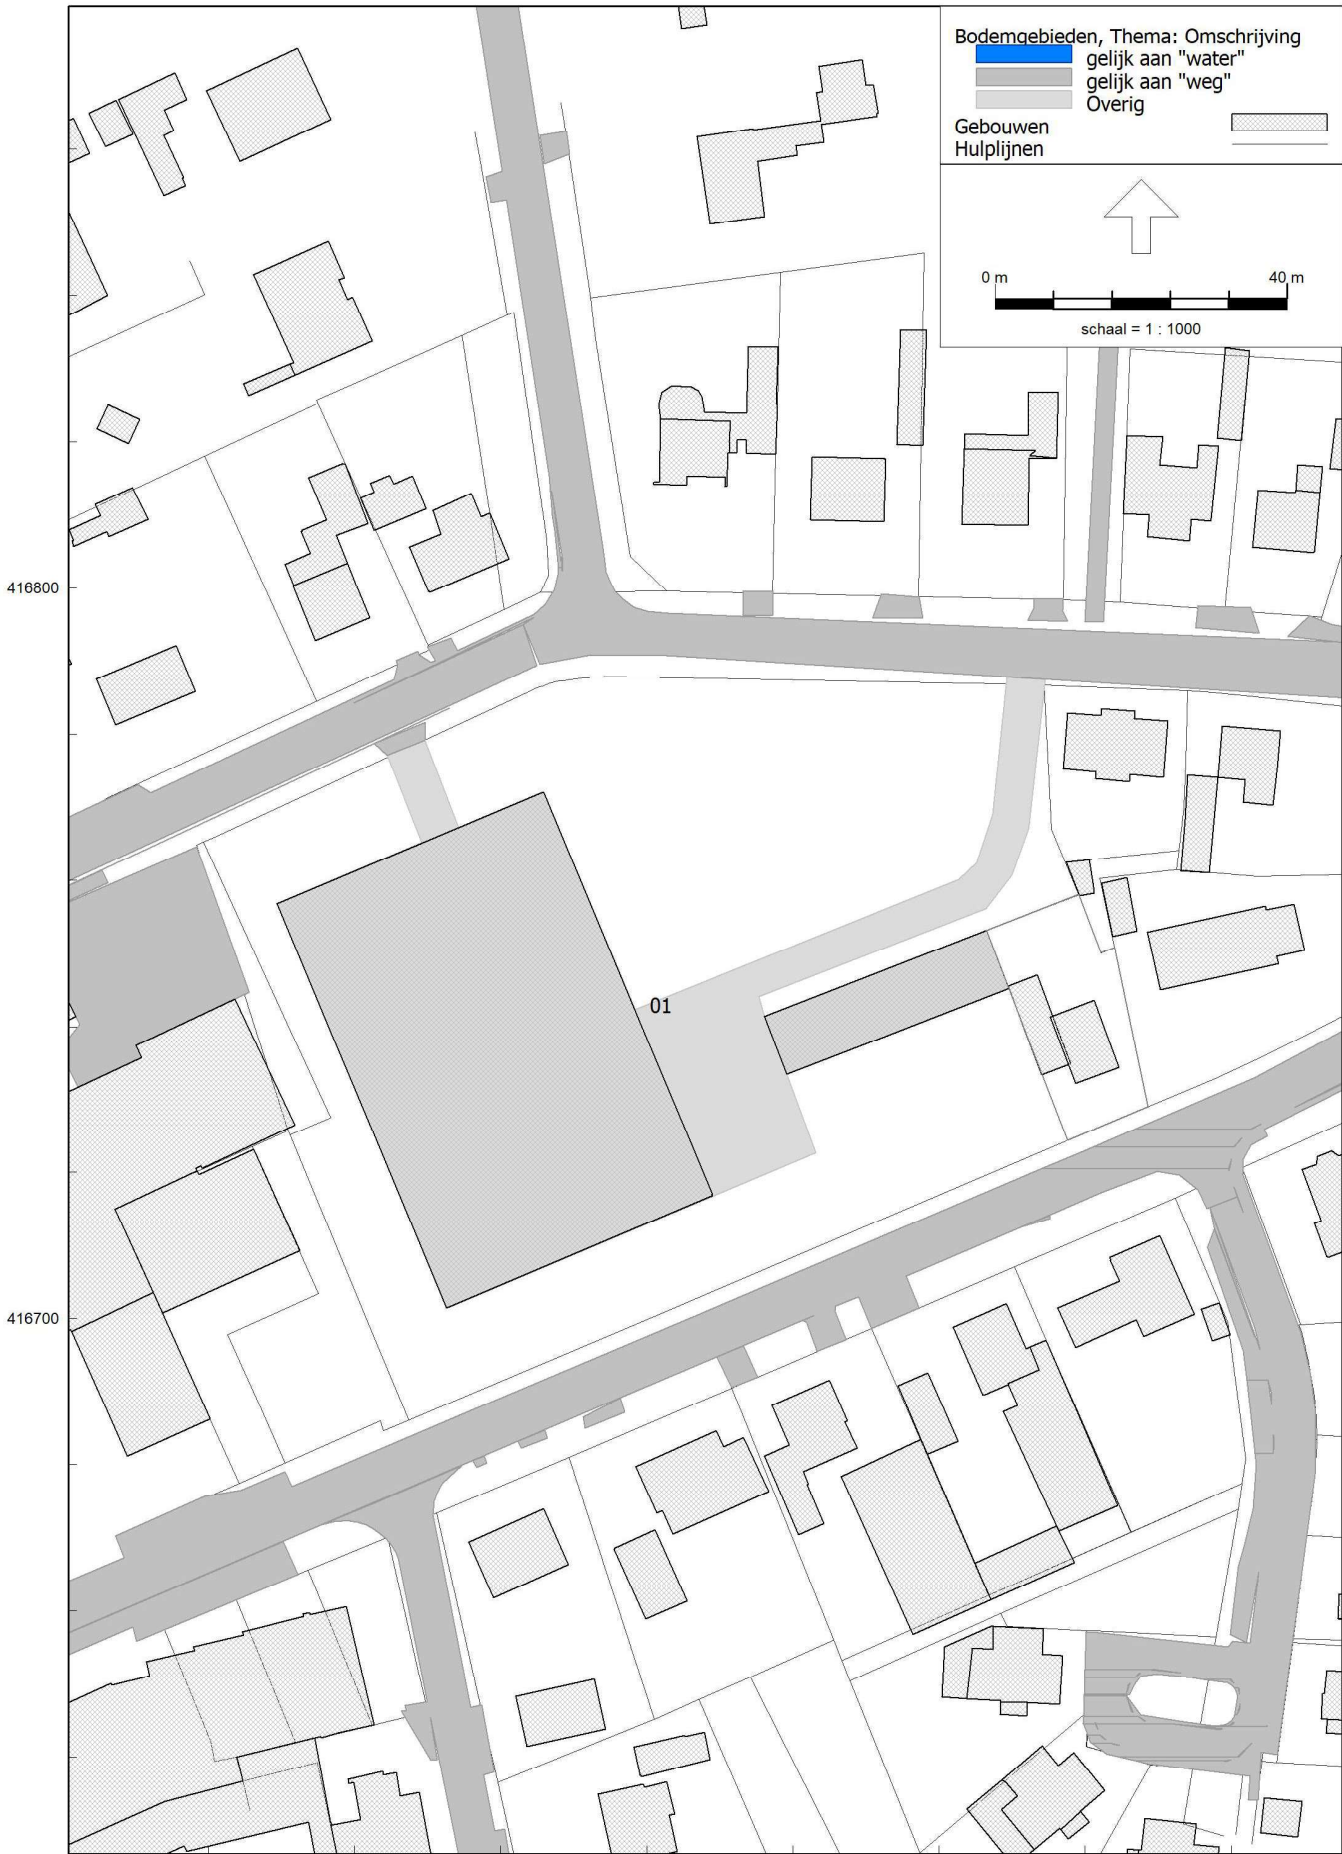 Bodemgebieden, Thema: Omschrijving
gelijk aan "water"
gelijk aan "weg"
Overig
Gebouwen
Hulplijnen
0 m 40 m
schaal = 1 : 1000
416800
01
416700